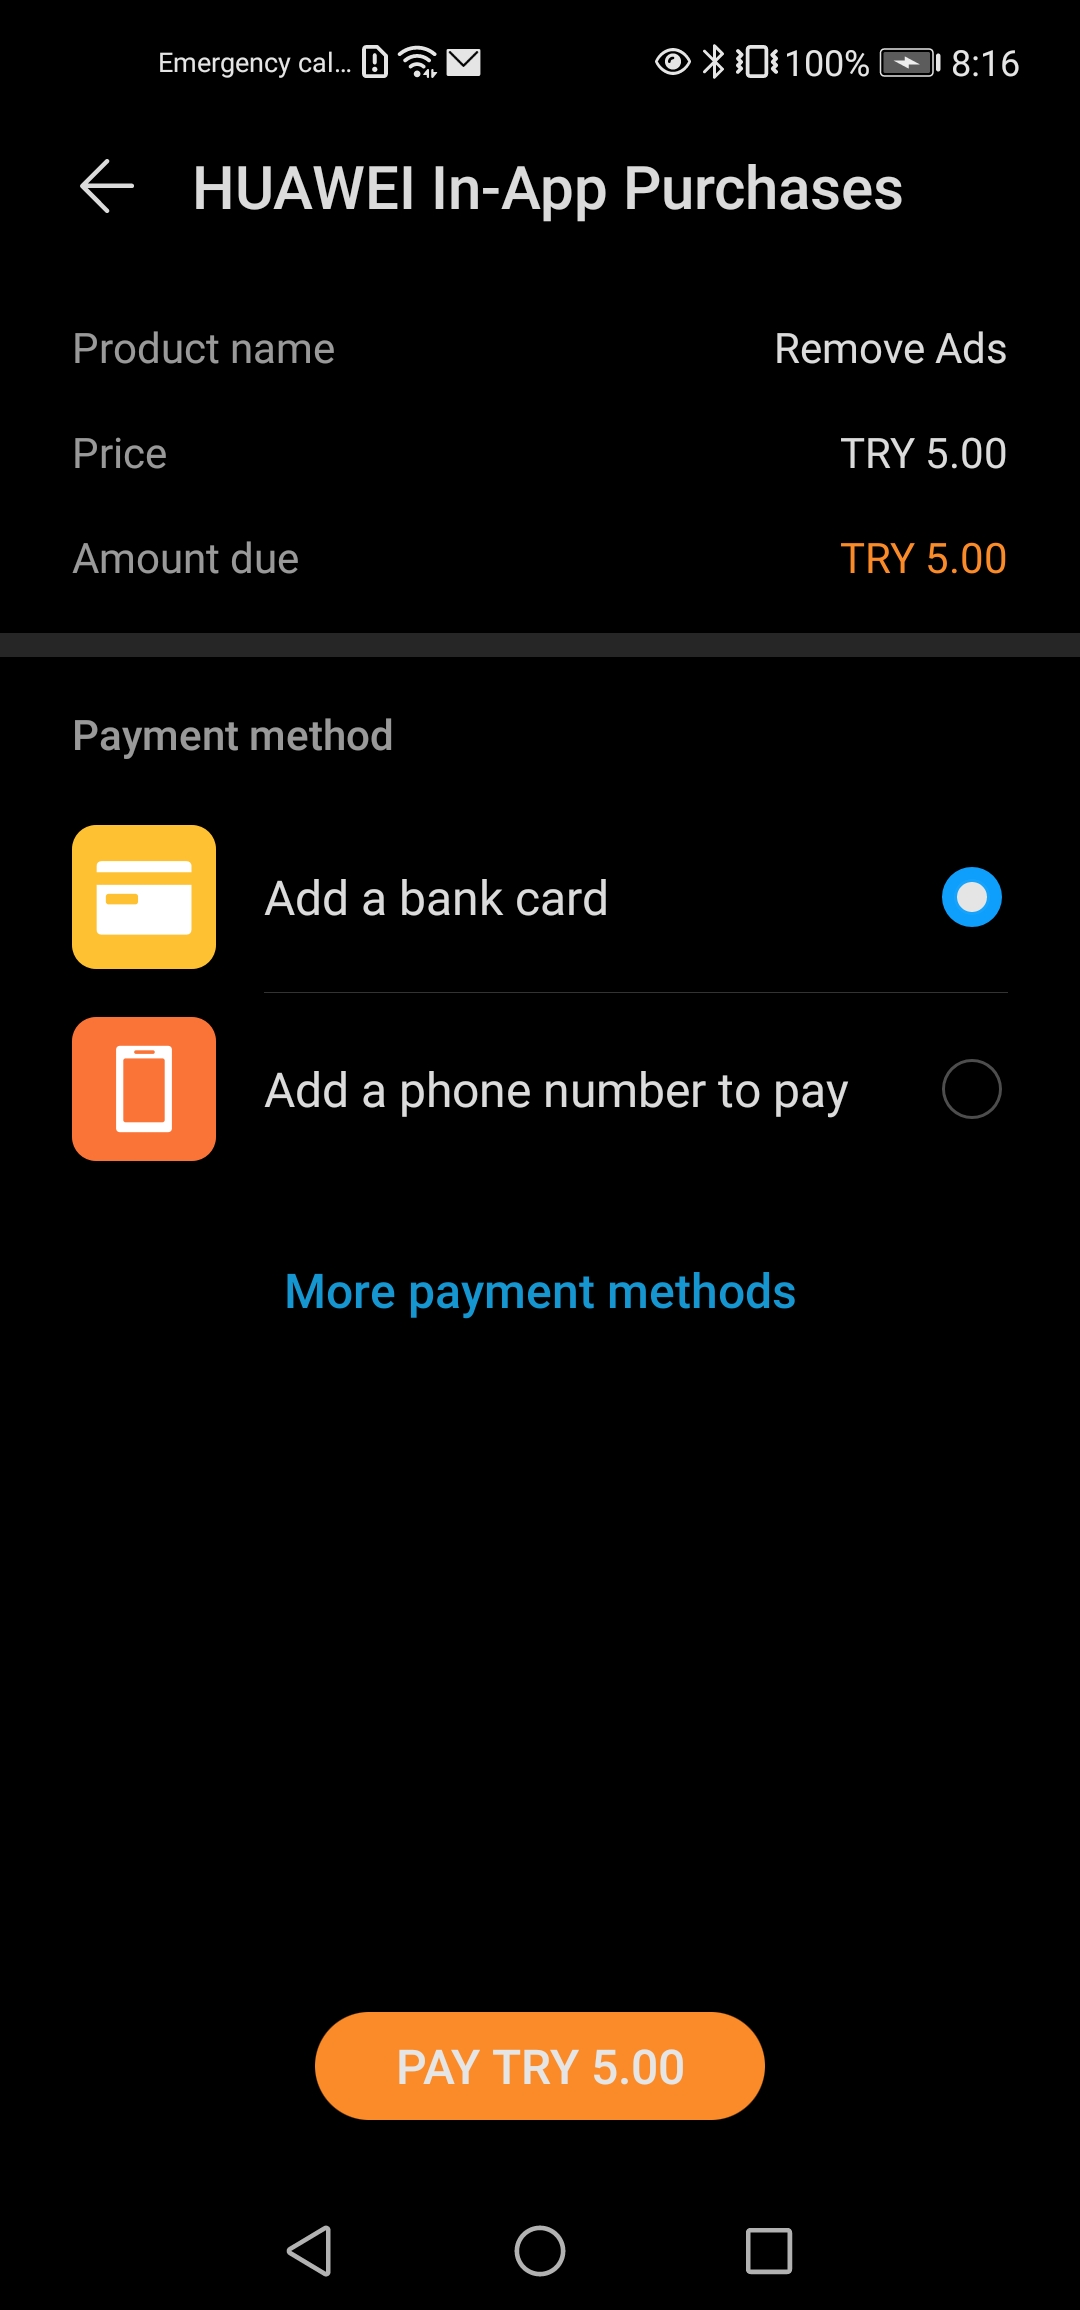 Emergency cal... 100% 8:16
HUAWEI In-App Purchases
Product name Remove Ads
Price TRY 5.00
Amount due TRY 5.00
Payment method
Add a bank card
Add a phone number to pay
More payment methods
PAY TRY 5.00